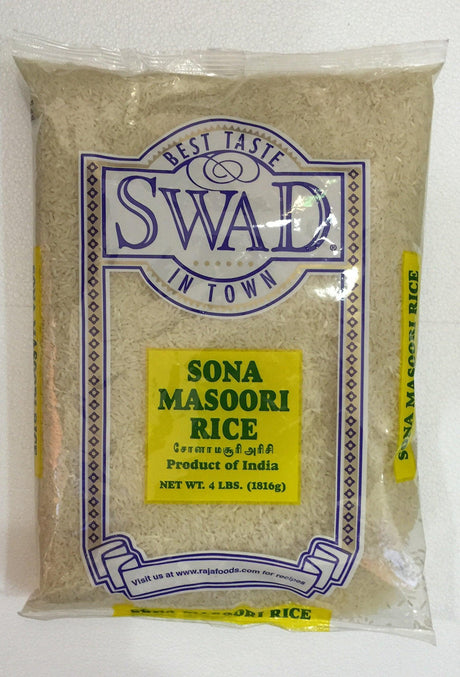 BEST TASTE
SWAD®
IN TOWN
SONA
MASOORI
RICE
சோனாமசூரி அரிசி
Product of India
NET WT. 4 LBS. (1816g)
Visit us at www.rajafoods.com for recipes
SONA MASOORI RICE
SONA MASOORI RICE